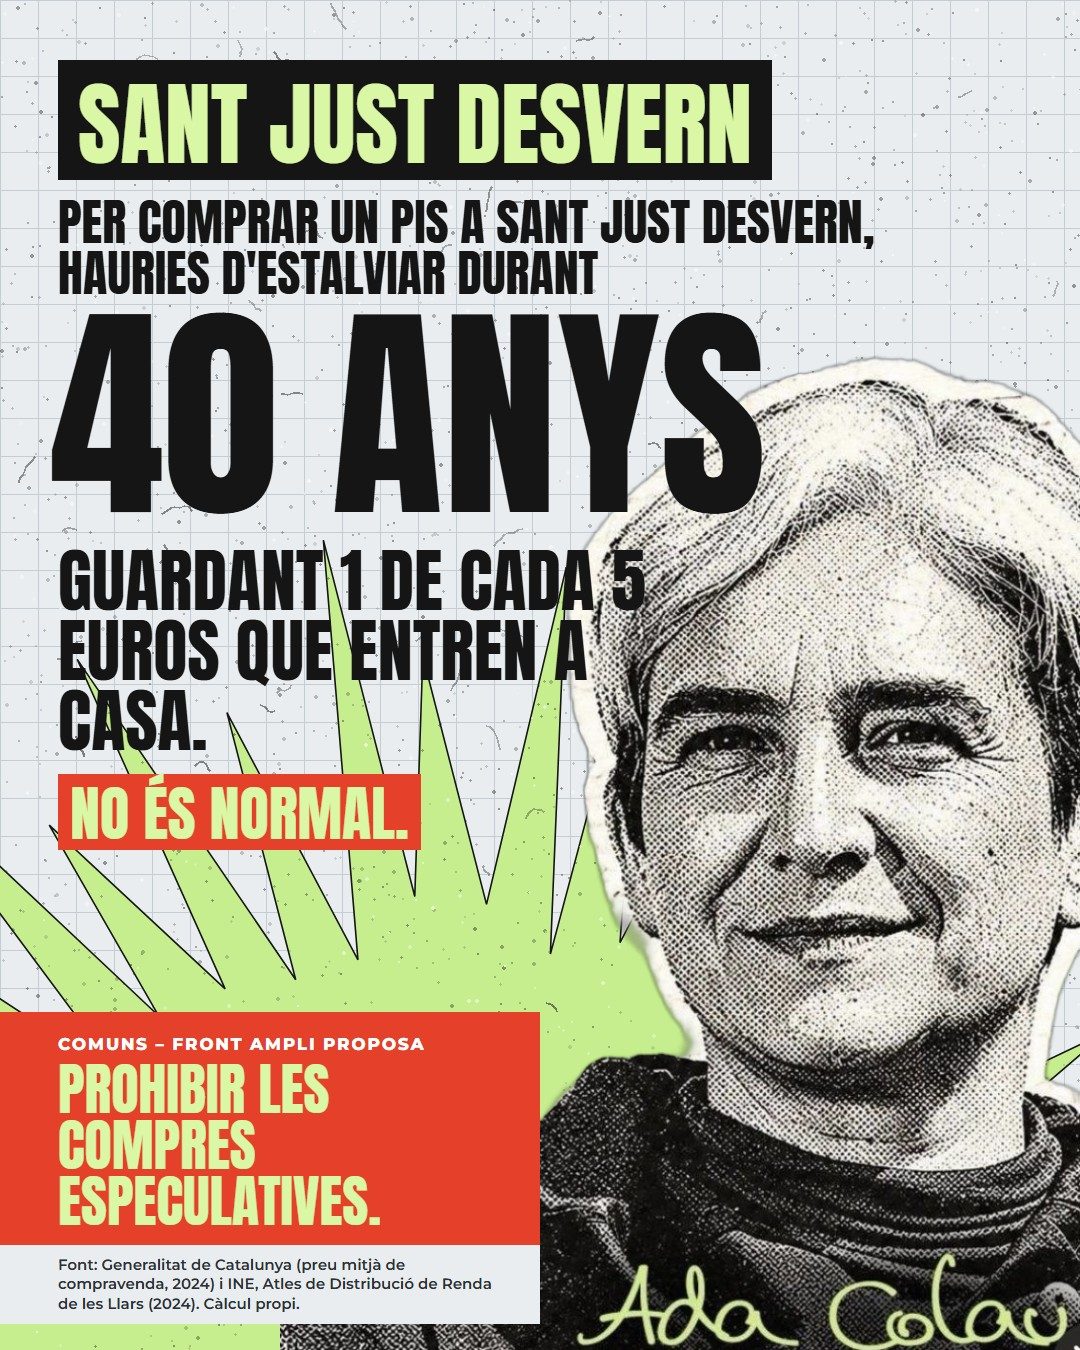 SANT JUST DESVERN
PER COMPRAR UN PIS A SANT JUST DESVERN,
HAURIES D'ESTALVIAR DURANT
40 ANYS
GUARDANT 1 DE CADA 5
EUROS QUE ENTREN A
CASA.
NO ÉS NORMAL.
COMUNS – FRONT AMPLI PROPOSA
PROHIBIR LES
COMPRES
ESPECULATIVES.
Font: Generalitat de Catalunya (preu mitjà de
compravenda, 2024) i INE, Atles de Distribució de Renda
de les Llars (2024). Càlcul propi.
Ada Colau